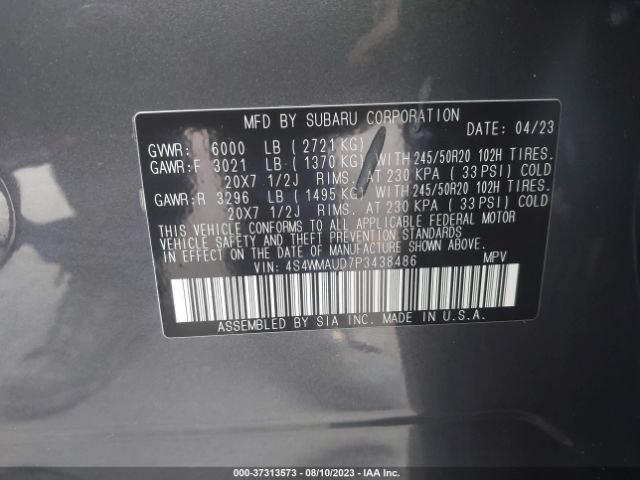 MFD BY SUBARU CORPORATION DATE: 04/23
GVWR: 6000 LB ( 2721 KG)
GAWR:F 3021 LB ( 1370 KG) WITH 245/50R20 102H TIRES.
20X7 1/2J RIMS. AT 230 KPA ( 33 PSI) COLD
GAWR:R 3296 LB ( 1495 KG) WITH 245/50R20 102H TIRES.
20X7 1/2J RIMS. AT 230 KPA ( 33 PSI) COLD
THIS VEHICLE CONFORMS TO ALL APPLICABLE FEDERAL MOTOR
VEHICLE SAFETY AND THEFT PREVENTION STANDARDS
IN EFFECT ON THE DATE OF MANUFACTURE SHOWN ABOVE.
VIN: 4S4WMAUD7P3438486 MPV
ASSEMBLED BY SIA INC. MADE IN U.S.A.
000-37313573 - 08/10/2023 - IAA Inc.